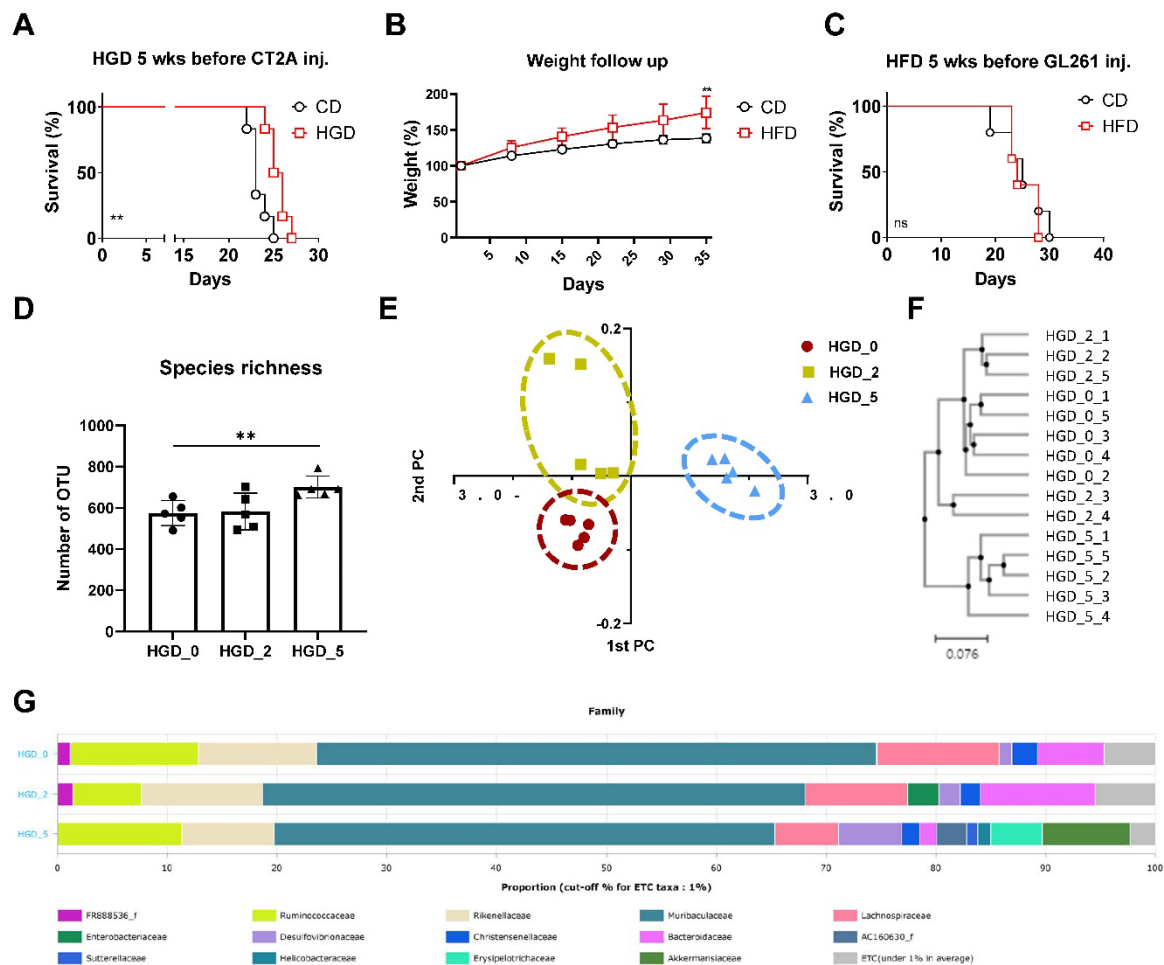 A
HGD 5 wks before CT2A inj.
Survival (%)
100
50
0
**
CD
HGD
0 5 15 20 25 30
Days
B
Weight follow up
Weight (%)
200
150
100
50
0
**
CD
HFD
5 10 15 20 25 30 35
Days
C
HFD 5 wks before GL261 inj.
Survival (%)
100
50
0
ns
CD
HFD
0 10 20 30 40
Days
D
Species richness
Number of OTU
1000
800
600
400
200
0
**
HGD_0 HGD_2 HGD_5
E
0.2
-0.2
2nd PC
3 . 0 -
3 . 0
1st PC
HGD_0
HGD_2
HGD_5
F
HGD_2_1
HGD_2_2
HGD_2_5
HGD_0_1
HGD_0_5
HGD_0_3
HGD_0_4
HGD_0_2
HGD_2_3
HGD_2_4
HGD_5_1
HGD_5_5
HGD_5_2
HGD_5_3
HGD_5_4
0.076
G
Family
HGD_0
HGD_2
HGD_5
0 10 20 30 40 50 60 70 80 90 100
Proportion (cut-off % for ETC taxa : 1%)
FR888536_f Ruminococcaceae Rikenellaceae Muribaculaceae Lachnospiraceae
Enterobacteriaceae Desulfovibrionaceae Christensenellaceae Bacteroidaceae AC160630_f
Sutterellaceae Helicobacteraceae Erysipelotrichaceae Akkermansiaceae ETC(under 1% in average)